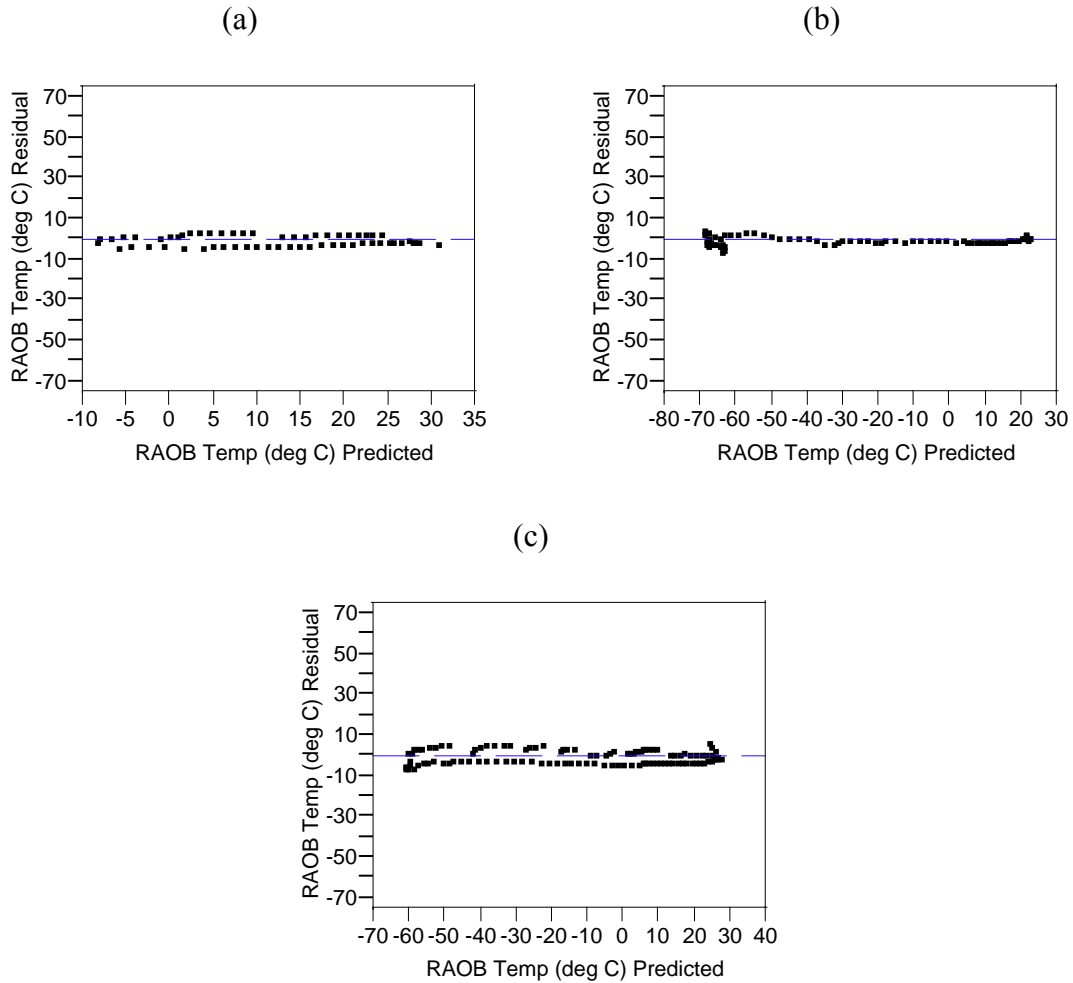 (a)
(b)
RAOB Temp (deg C) Residual
70
50
30
10
-10
-30
-50
-70
-10 -5 0 5 10 15 20 25 30 35
RAOB Temp (deg C) Predicted
RAOB Temp (deg C) Residual
70
50
30
10
-10
-30
-50
-70
-80 -70 -60 -50 -40 -30 -20 -10 0 10 20 30
RAOB Temp (deg C) Predicted
(c)
RAOB Temp (deg C) Residual
70
50
30
10
-10
-30
-50
-70
-70 -60 -50 -40 -30 -20 -10 0 10 20 30 40
RAOB Temp (deg C) Predicted